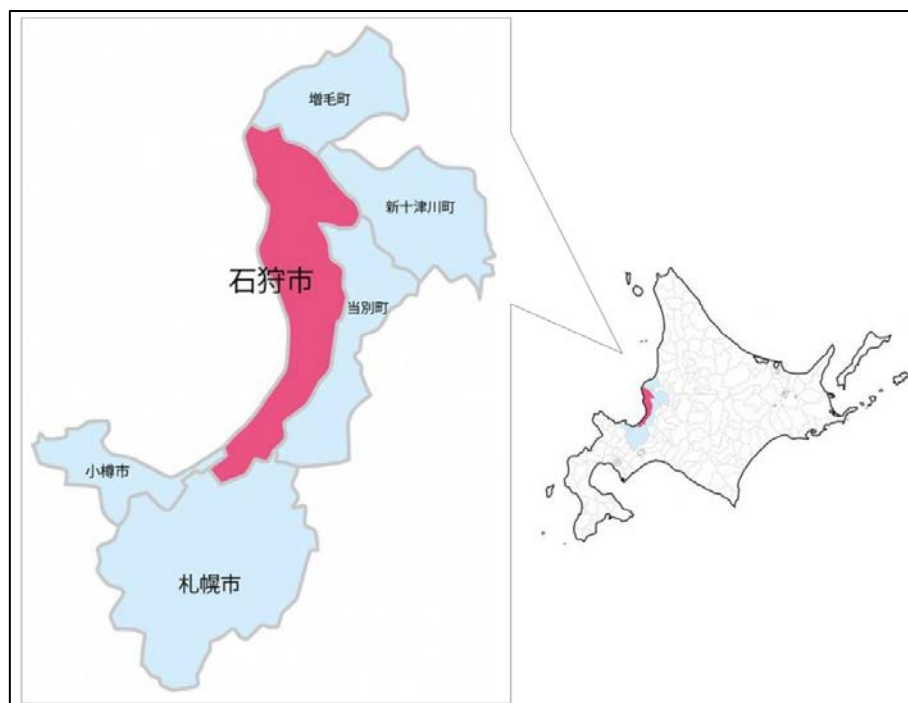 増毛町
新十津川町
石狩市
当別町
小樽市
札幌市